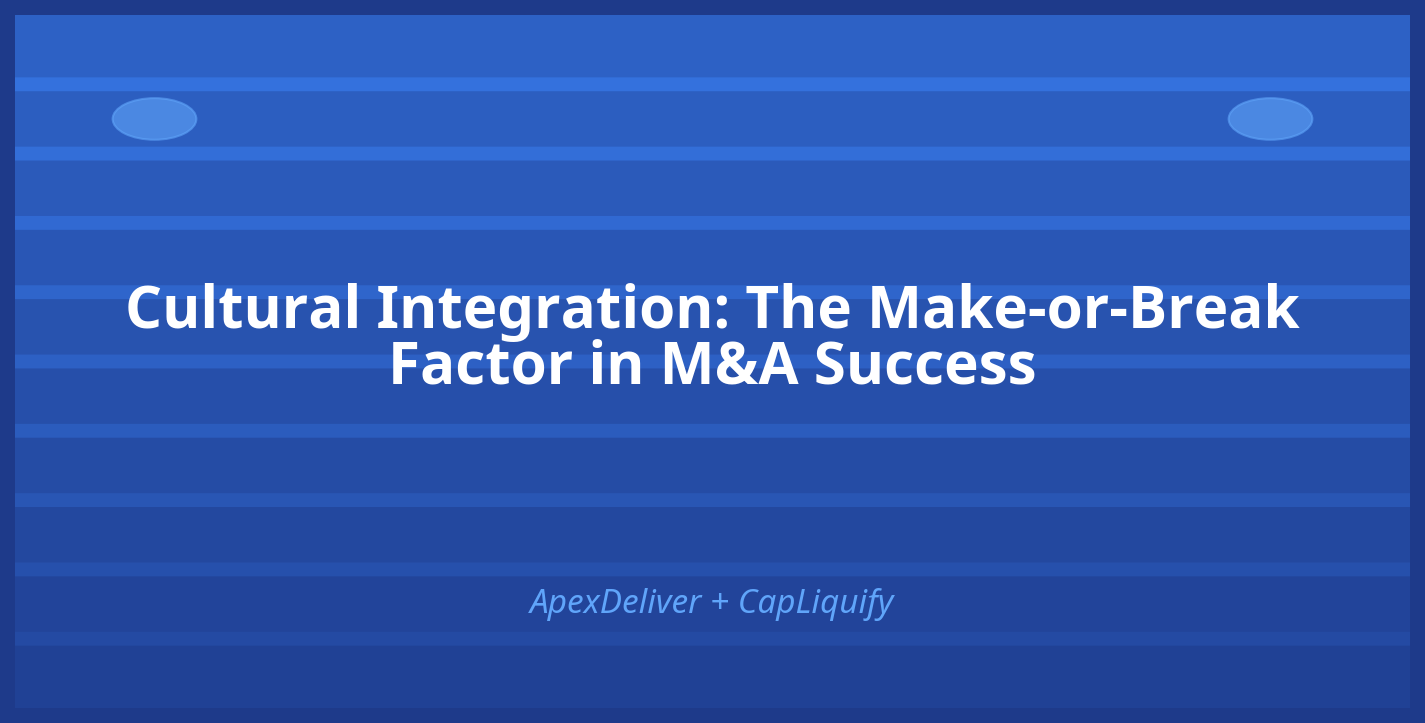 Cultural Integration: The Make-or-Break
Factor in M&A Success
ApexDeliver + CapLiquify